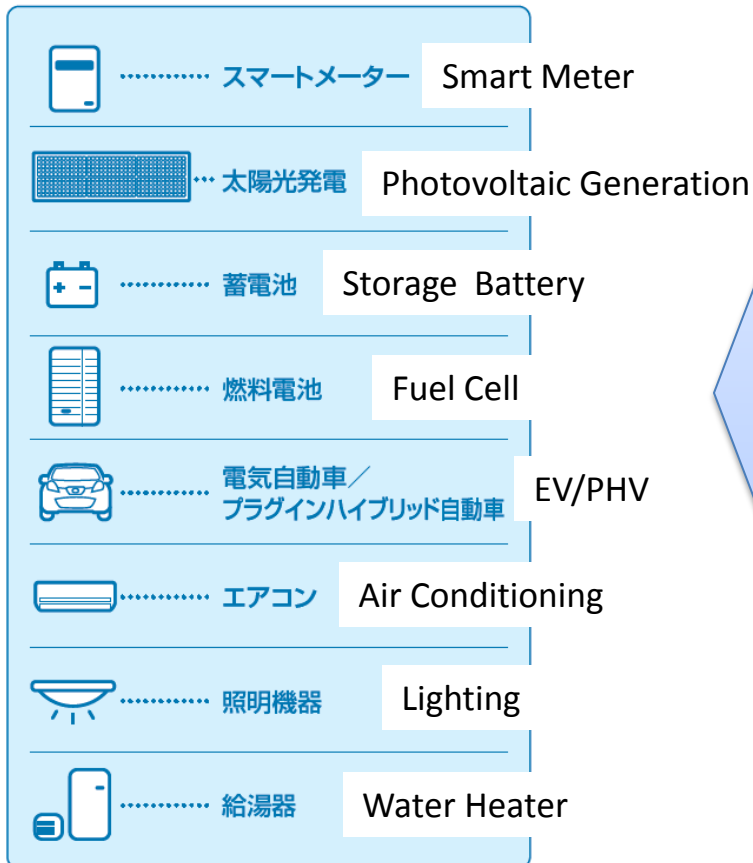 スマートメーター Smart Meter
太陽光発電 Photovoltaic Generation
蓄電池 Storage Battery
燃料電池 Fuel Cell
電気自動車／
プラグインハイブリッド自動車 EV/PHV
エアコン Air Conditioning
照明機器 Lighting
給湯器 Water Heater